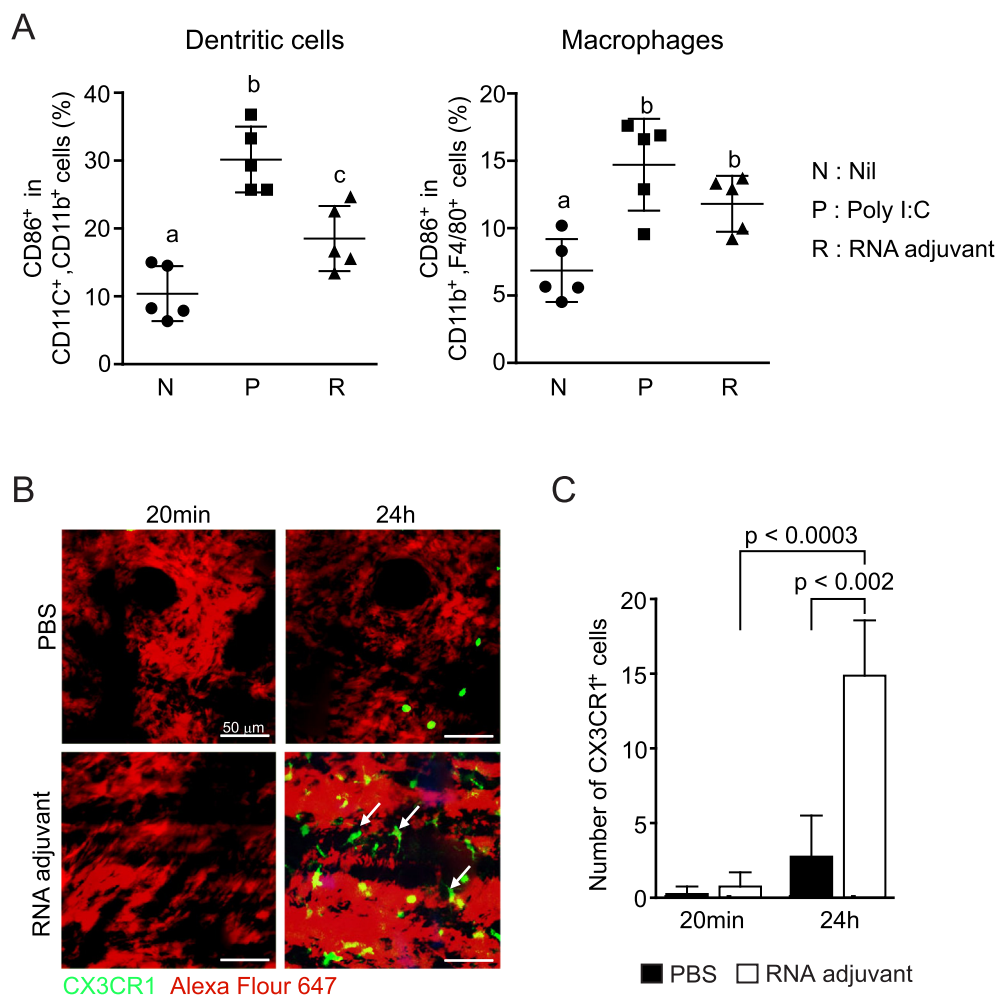 A
Dentritic cells
Macrophages
CD86⁺ in
CD11C⁺,CD11b⁺ cells (%)
40
30
20
10
0
a
b
c
N
P
R
CD86⁺ in
CD11b⁺,F4/80⁺ cells (%)
20
15
10
5
0
a
b
b
N
P
R
N : Nil
P : Poly I:C
R : RNA adjuvant
B
20min
24h
PBS
50 μm
RNA adjuvant
CX3CR1 Alexa Flour 647
C
p < 0.0003
p < 0.002
Number of CX3CR1⁺ cells
20
15
10
5
0
20min
24h
PBS
RNA adjuvant